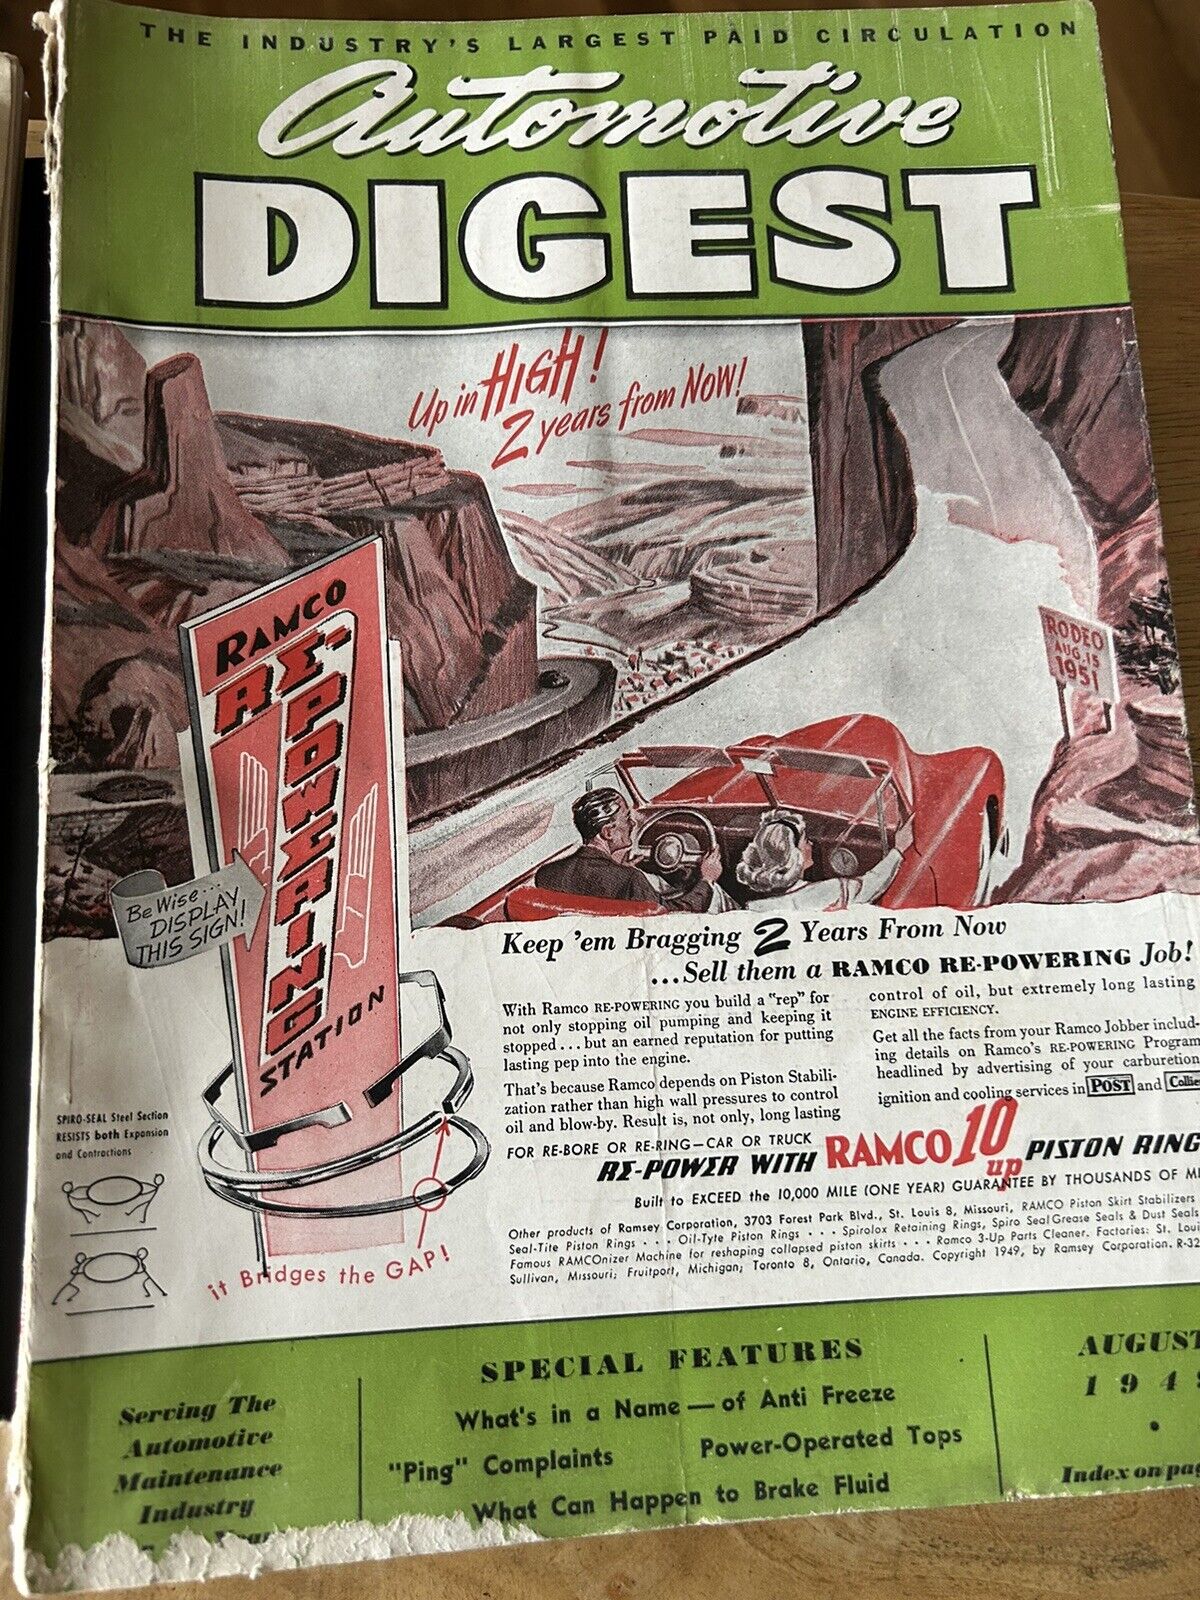 THE INDUSTRY'S LARGEST PAID CIRCULATION
Automotive
DIGEST
Up in HIGH!
2 years from NOW!
RODEO
AUG. 15
1951
RAMCO
RE-POWERING
STATION
Be Wise...
DISPLAY
THIS SIGN!
Keep 'em Bragging 2 Years From Now
...Sell them a RAMCO RE-POWERING Job!
With Ramco RE-POWERING you build a "rep" for
not only stopping oil pumping and keeping it
stopped...but an earned reputation for putting
lasting pep into the engine.
That's because Ramco depends on Piston Stabili-
zation rather than high wall pressures to control
oil and blow-by. Result is, not only, long lasting
control of oil, but extremely long lasting
ENGINE EFFICIENCY.
Get all the facts from your Ramco Jobber includ-
ing details on Ramco's RE-POWERING Program
headlined by advertising of your carburetion
ignition and cooling services in POST and Collie
SPIRO-SEAL Steel Section
RESISTS both Expansion
and Contractions
it Bridges the GAP!
FOR RE-BORE OR RE-RING—CAR OR TRUCK
RE-POWER WITH RAMCO 10 up PISTON RING
Built to EXCEED the 10,000 MILE (ONE YEAR) GUARANTEE BY THOUSANDS OF MI
Other products of Ramsey Corporation, 3703 Forest Park Blvd., St. Louis 8, Missouri, RAMCO Piston Skirt Stabilizers
Seal-Tite Piston Rings · · · Oil-Tyte Piston Rings · · · Spirolox Retaining Rings, Spiro Seal Grease Seals & Dust Seals
Famous RAMCOnizer Machine for reshaping collapsed piston skirts · · · Ramco 3-Up Parts Cleaner. Factories: St. Loui
Sullivan, Missouri; Fruitport, Michigan; Toronto 8, Ontario, Canada. Copyright 1949, by Ramsey Corporation. R-32
Serving The
Automotive
Maintenance
Industry
SPECIAL FEATURES
What's in a Name—of Anti Freeze
"Ping" Complaints Power-Operated Tops
What Can Happen to Brake Fluid
AUGUST
1949
•
Index on pag